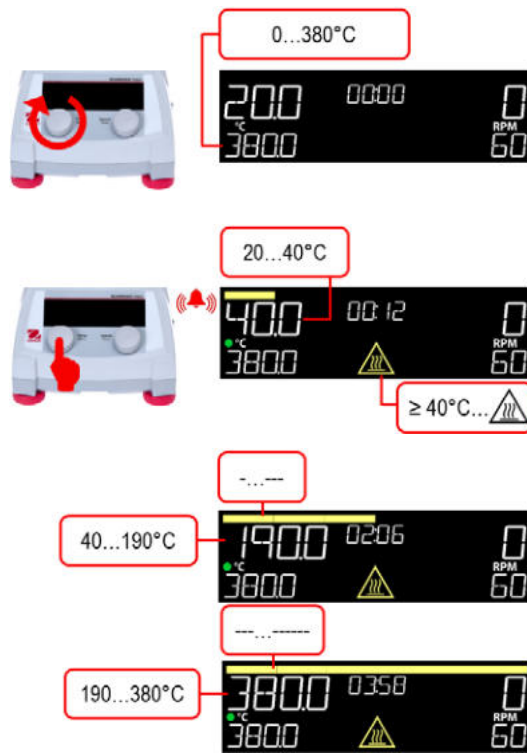 0...380°C
20.0
00:00
0
°C
RPM
380.0
60
20...40°C
40.0
00:12
0
°C
RPM
380.0
60
≥ 40°C...
-...---
40...190°C
190.0
02:06
0
°C
RPM
380.0
60
---...------
190...380°C
380.0
03:58
0
°C
RPM
380.0
60